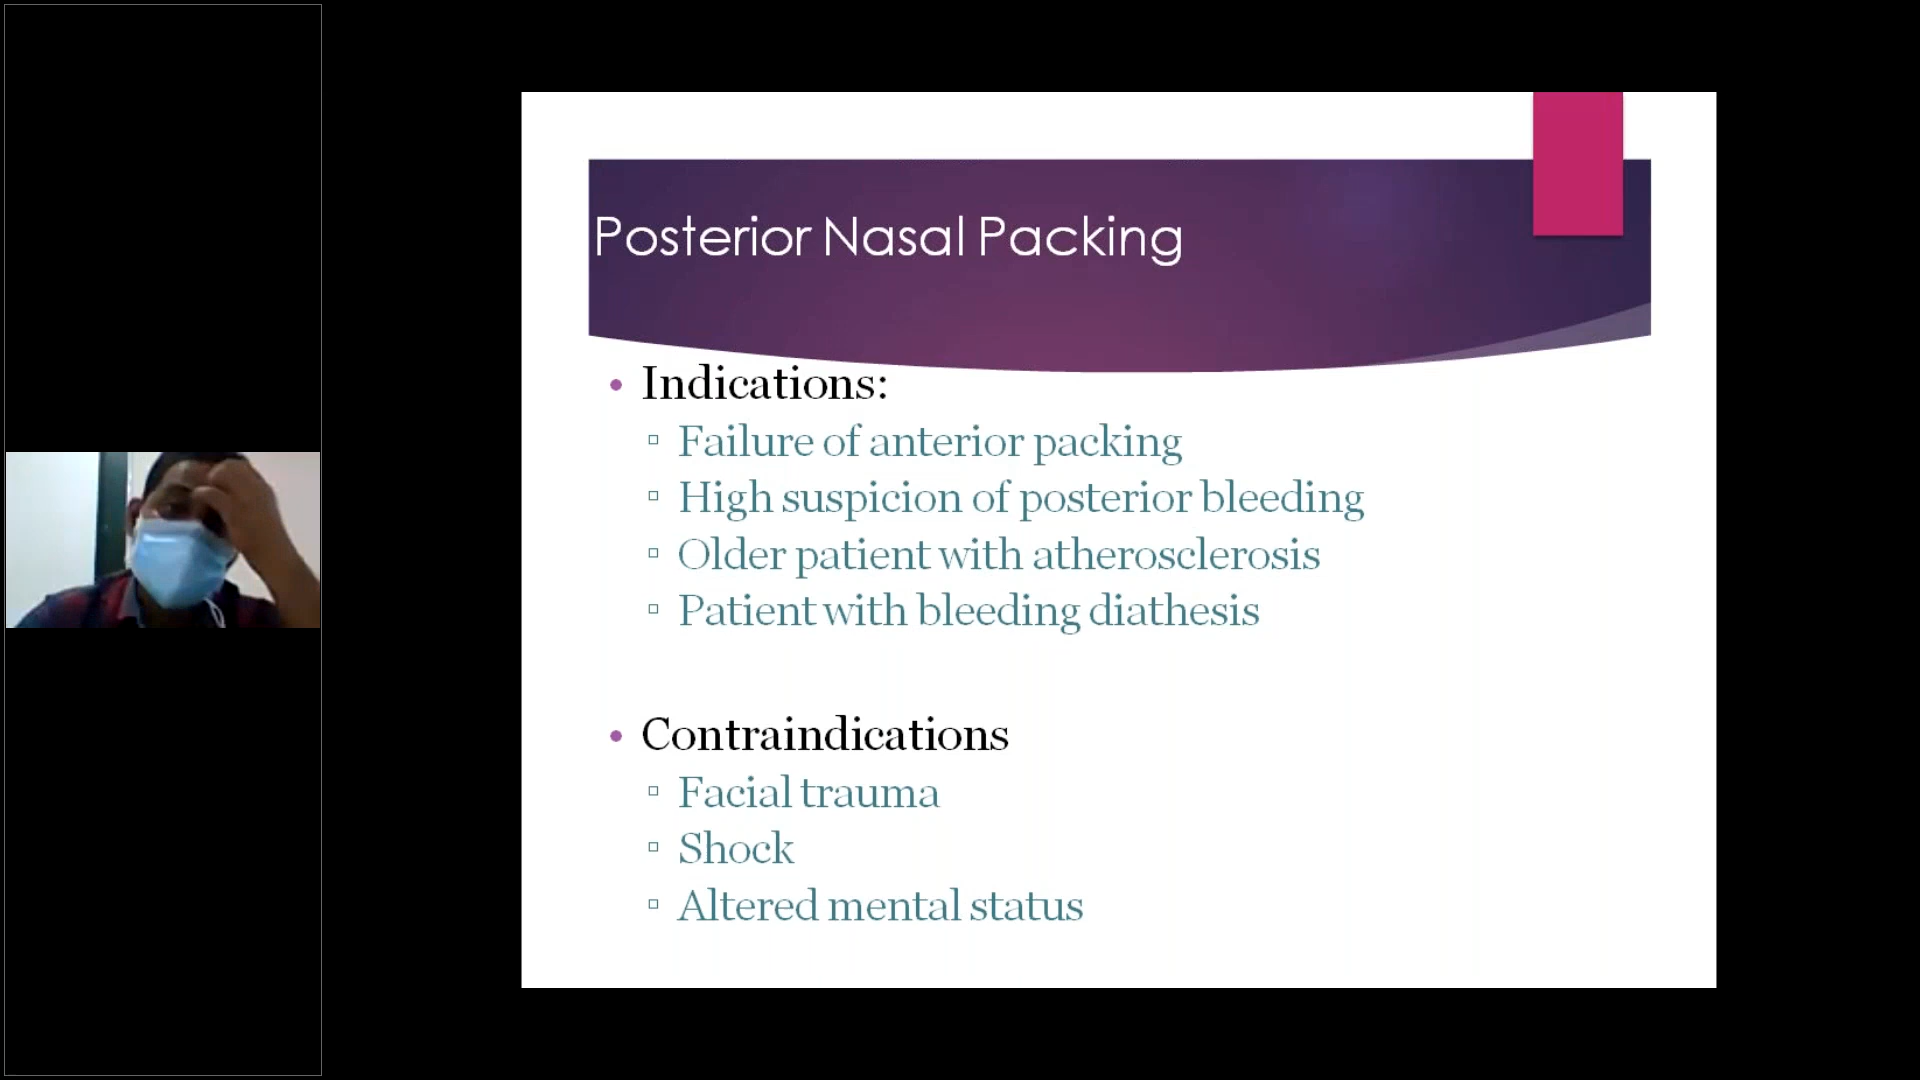 Posterior Nasal Packing
Indications:
Failure of anterior packing
High suspicion of posterior bleeding
Older patient with atherosclerosis
Patient with bleeding diathesis
Contraindications
Facial trauma
Shock
Altered mental status